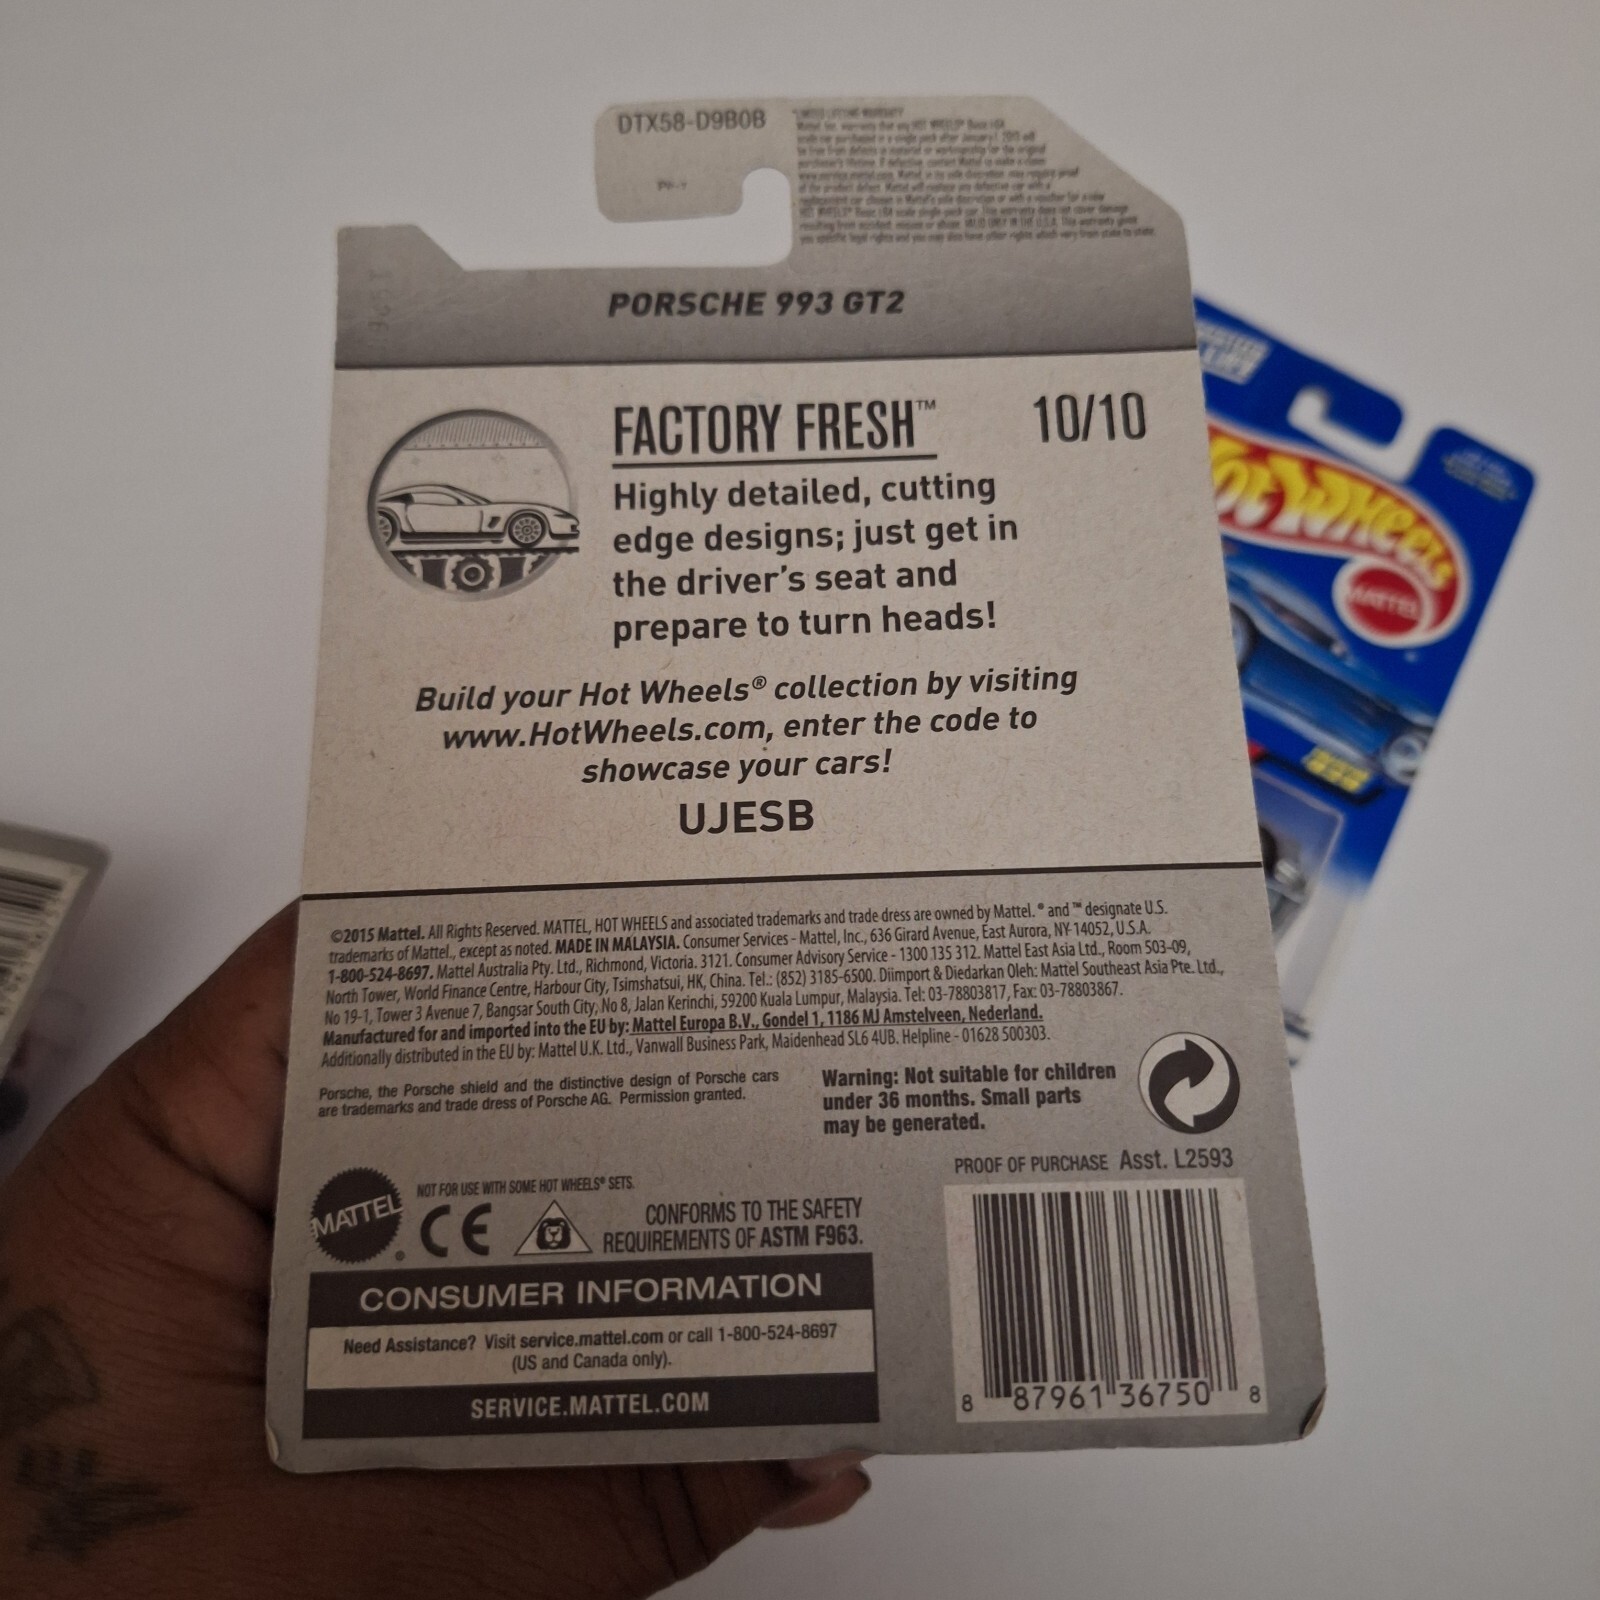 DTX58-D9B0B
PORSCHE 993 GT2
FACTORY FRESH™ 10/10
Highly detailed, cutting
edge designs; just get in
the driver's seat and
prepare to turn heads!
Build your Hot Wheels® collection by visiting
www.HotWheels.com, enter the code to
showcase your cars!
UJESB
©2015 Mattel. All Rights Reserved. MATTEL, HOT WHEELS and associated trademarks and trade dress are owned by Mattel. ® and ™ designate U.S.
trademarks of Mattel, except as noted. MADE IN MALAYSIA. Consumer Services - Mattel, Inc., 636 Girard Avenue, East Aurora, NY 14052, U.S.A.
1-800-524-8697. Mattel Australia Pty. Ltd., Richmond, Victoria. 3121. Consumer Advisory Service - 1300 135 312. Mattel East Asia Ltd., Room 503-09,
North Tower, World Finance Centre, Harbour City, Tsimshatsui, HK, China. Tel.: (852) 3185-6500. Diimport & Diedarkan Oleh: Mattel Southeast Asia Pte. Ltd.,
No 19-1, Tower 3 Avenue 7, Bangsar South City, No 8, Jalan Kerinchi, 59200 Kuala Lumpur, Malaysia. Tel: 03-78803817, Fax: 03-78803867.
Manufactured for and imported into the EU by: Mattel Europa B.V., Gondel 1, 1186 MJ Amstelveen, Nederland.
Additionally distributed in the EU by: Mattel U.K. Ltd., Vanwall Business Park, Maidenhead SL6 4UB. Helpline - 01628 500303.
Porsche, the Porsche shield and the distinctive design of Porsche cars
are trademarks and trade dress of Porsche AG. Permission granted.
Warning: Not suitable for children
under 36 months. Small parts
may be generated.
PROOF OF PURCHASE Asst. L2593
NOT FOR USE WITH SOME HOT WHEELS® SETS.
MATTEL
CE
CONFORMS TO THE SAFETY
REQUIREMENTS OF ASTM F963.
CONSUMER INFORMATION
Need Assistance? Visit service.mattel.com or call 1-800-524-8697
(US and Canada only).
SERVICE.MATTEL.COM
8 87961 36750 8
Hot Wheels
MATTEL